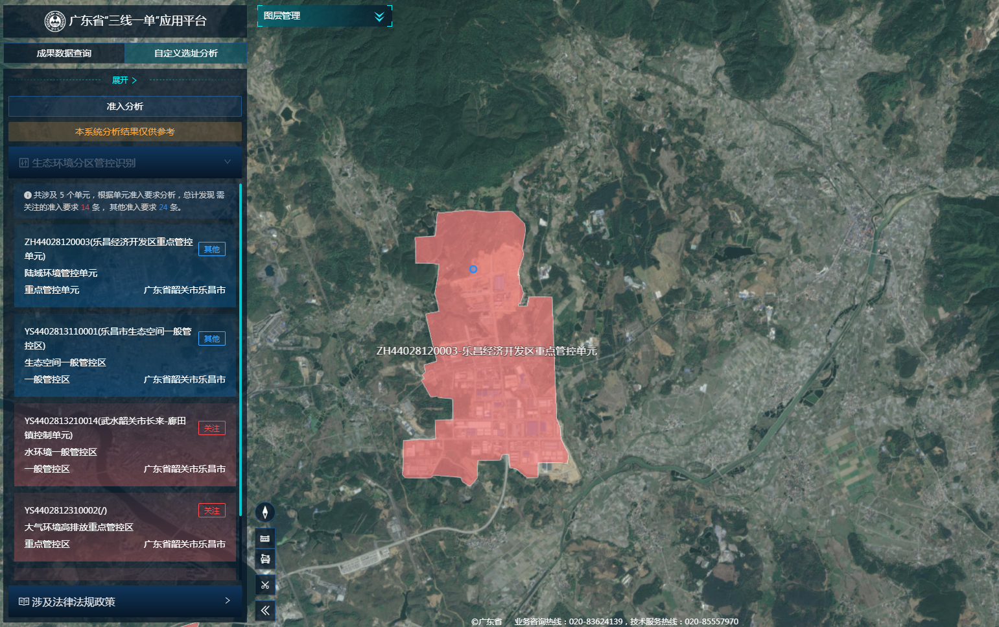 广东省“三线一单”应用平台
成果数据查询
自定义选址分析
展开 >
准入分析
本系统分析结果仅供参考
生态环境分区管控识别
共涉及 5 个单元，根据单元准入要求分析，总计发现 需
关注的准入要求 14 条， 其他准入要求 24 条。
ZH44028120003(乐昌经济开发区重点管控
单元)
其他
陆域环境管控单元
重点管控单元 广东省韶关市乐昌市
YS4402813110001(乐昌市生态空间一般管
控区)
其他
生态空间一般管控区
一般管控区 广东省韶关市乐昌市
YS4402813210014(武水韶关市长来-廊田
镇控制单元)
关注
水环境一般管控区
一般管控区 广东省韶关市乐昌市
YS4402812310002(/)
关注
大气环境高排放重点管控区
重点管控区 广东省韶关市乐昌市
涉及法律法规政策
图层管理
ZH44028120003-乐昌经济开发区重点管控单元
©广东省 业务咨询热线：020-83624139，技术服务热线：020-85557970